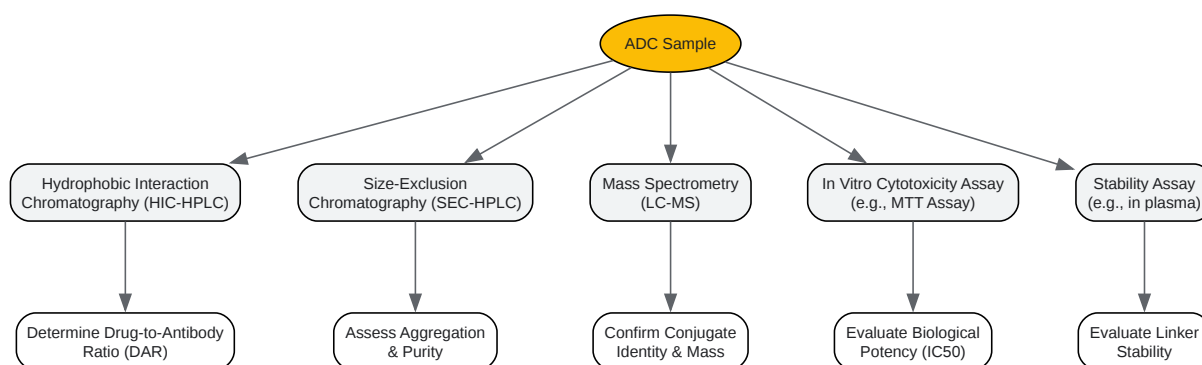 ADC Sample
Hydrophobic Interaction
Chromatography (HIC-HPLC)
Size-Exclusion
Chromatography (SEC-HPLC)
Mass Spectrometry
(LC-MS)
In Vitro Cytotoxicity Assay
(e.g., MTT Assay)
Stability Assay
(e.g., in plasma)
Determine Drug-to-Antibody
Ratio (DAR)
Assess Aggregation
& Purity
Confirm Conjugate
Identity & Mass
Evaluate Biological
Potency (IC50)
Evaluate Linker
Stability